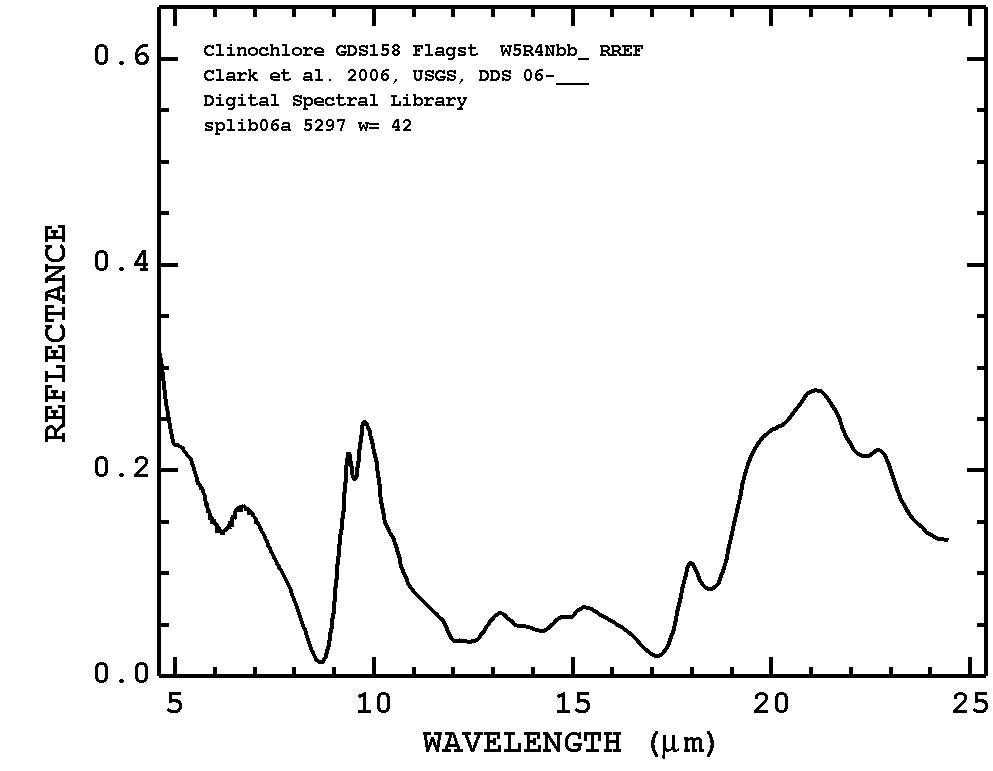 Clinochlore GDS158 Flagst W5R4Nbb_ RREF
Clark et al. 2006, USGS, DDS 06-___
Digital Spectral Library
splib06a 5297 w= 42
0.6
0.4
0.2
0.0
REFLECTANCE
5 10 15 20 25
WAVELENGTH (μm)